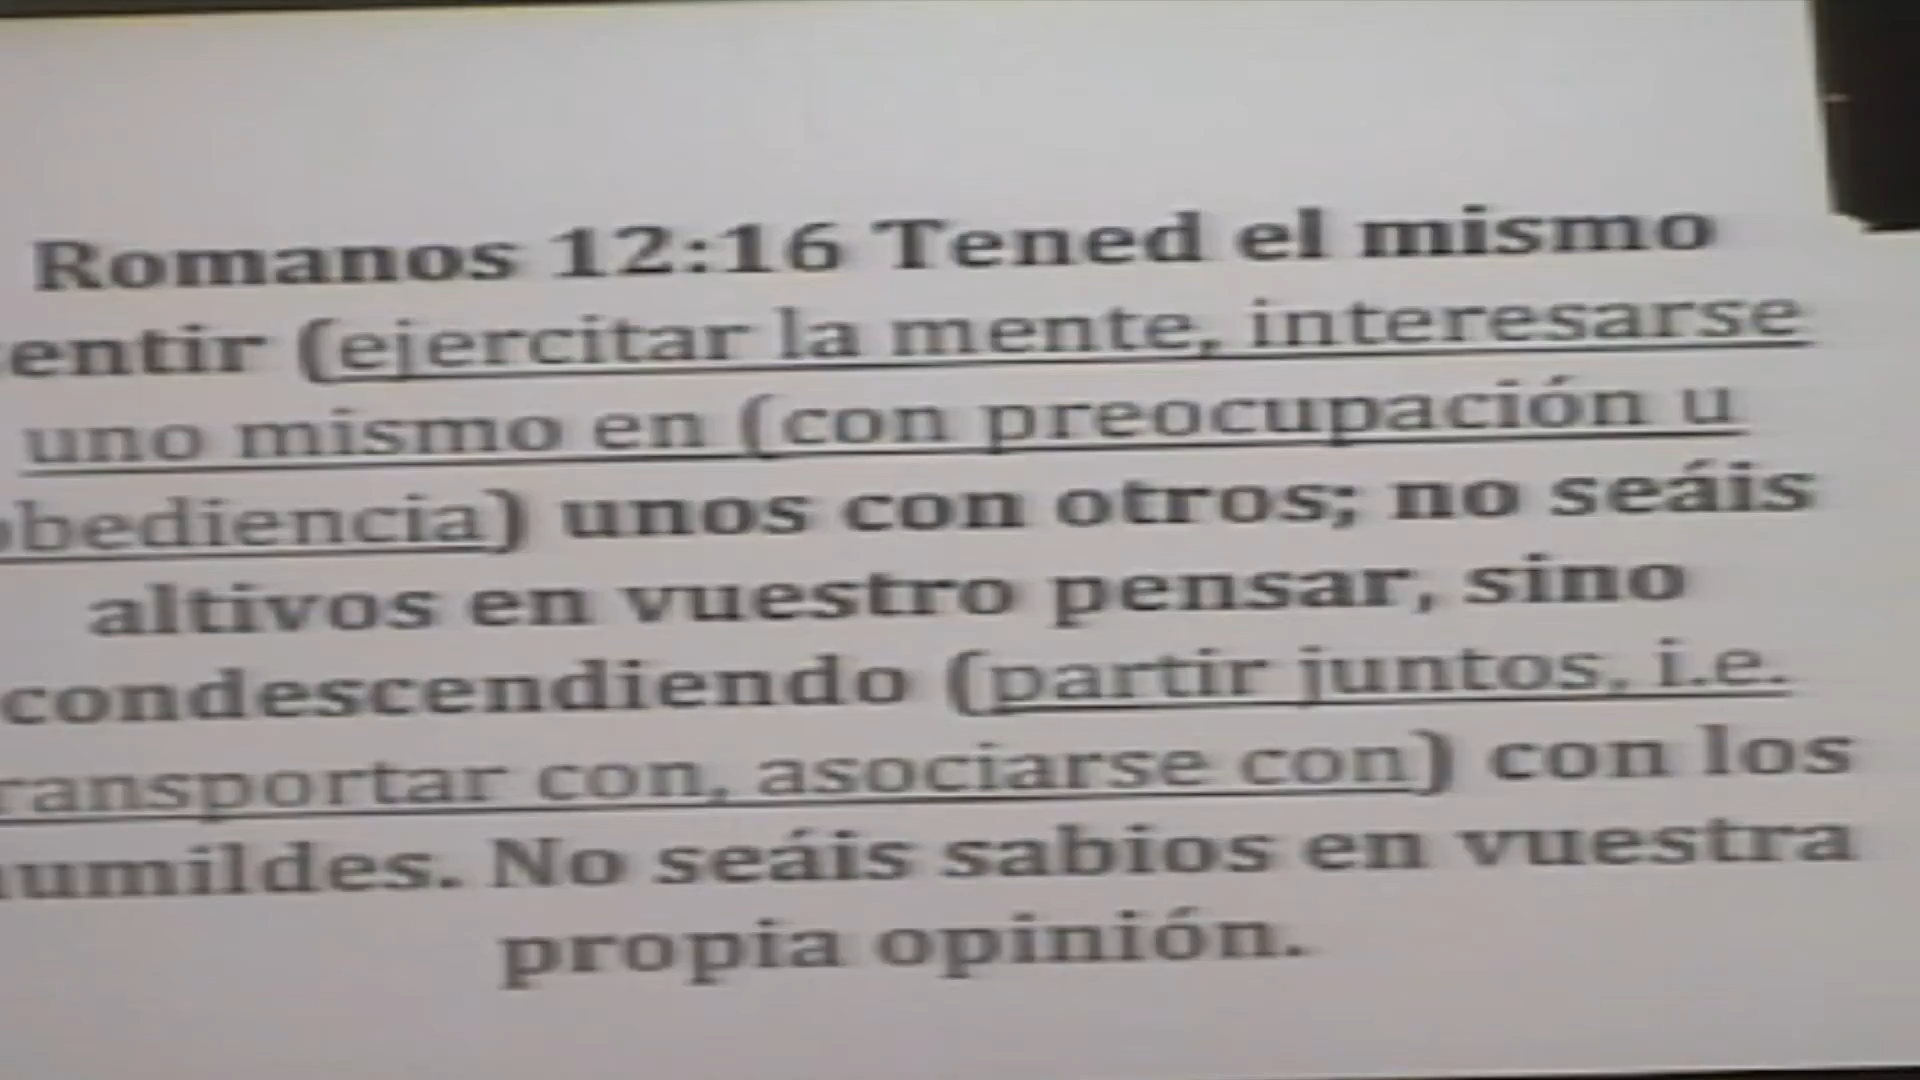 Romanos 12:16 Tened el mismo
entir (ejercitar la mente, interesarse
uno mismo en (con preocupación u
bediencia) unos con otros; no seáis
altivos en vuestro pensar, sino
condescendiendo (partir juntos, i.e.
ransportar con, asociarse con) con los
umildes. No seáis sabios en vuestra
propia opinión.